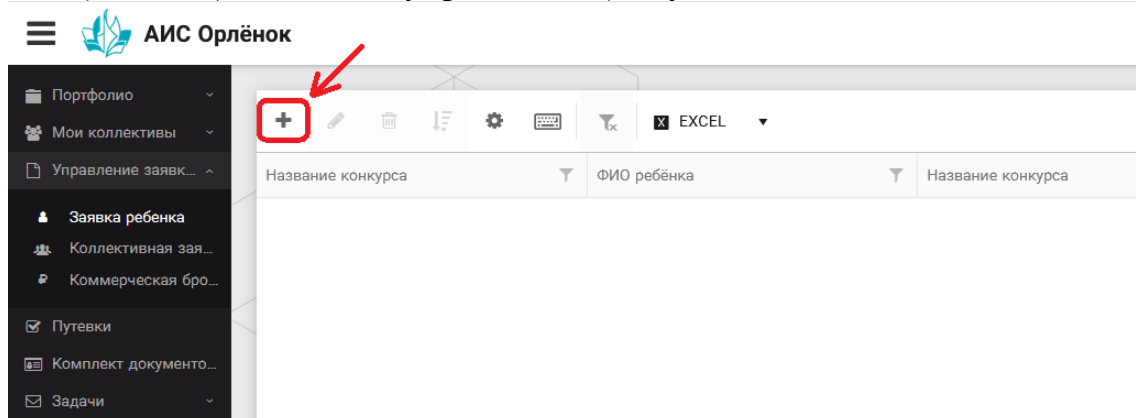 АИС Орлёнок
Портфолио
Мои коллективы
Управление заявк...
Заявка ребенка
Коллективная зая...
Коммерческая бро...
Путевки
Комплект документо...
Задачи
EXCEL
Название конкурса
ФИО ребёнка
Название конкурса